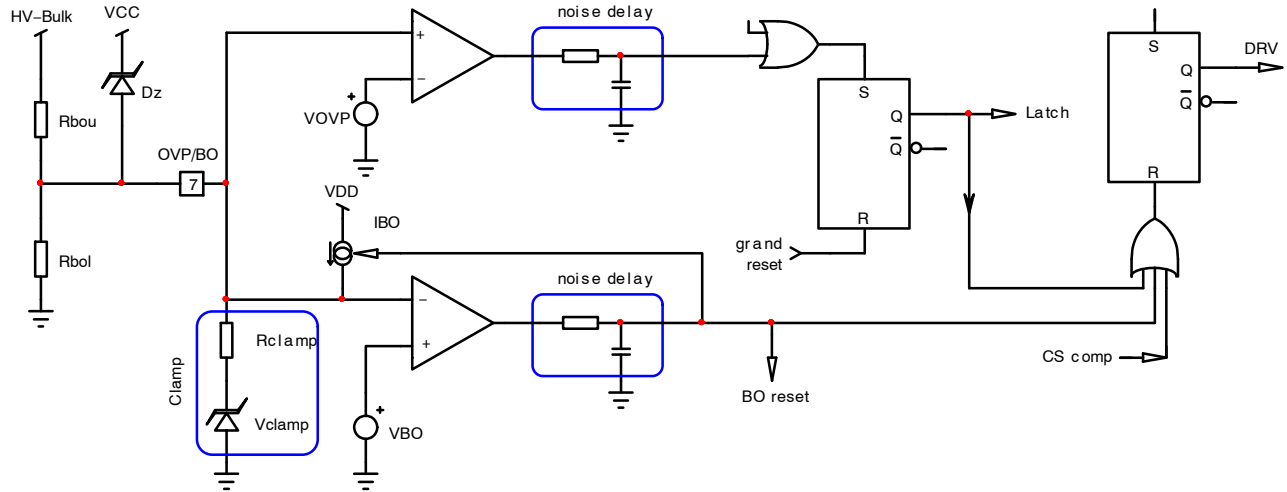 HV–Bulk
VCC
noise delay
S
DRV
+
Q
Dz
–
Q
Rbou
VOVP
+
S
Q
Latch
OVP/BO
Q
R
7
VDD
IBO
R
grand
reset
Rbol
noise delay
–
Rclamp
+
CS comp
Clamp
BO reset
Vclamp
+
VBO